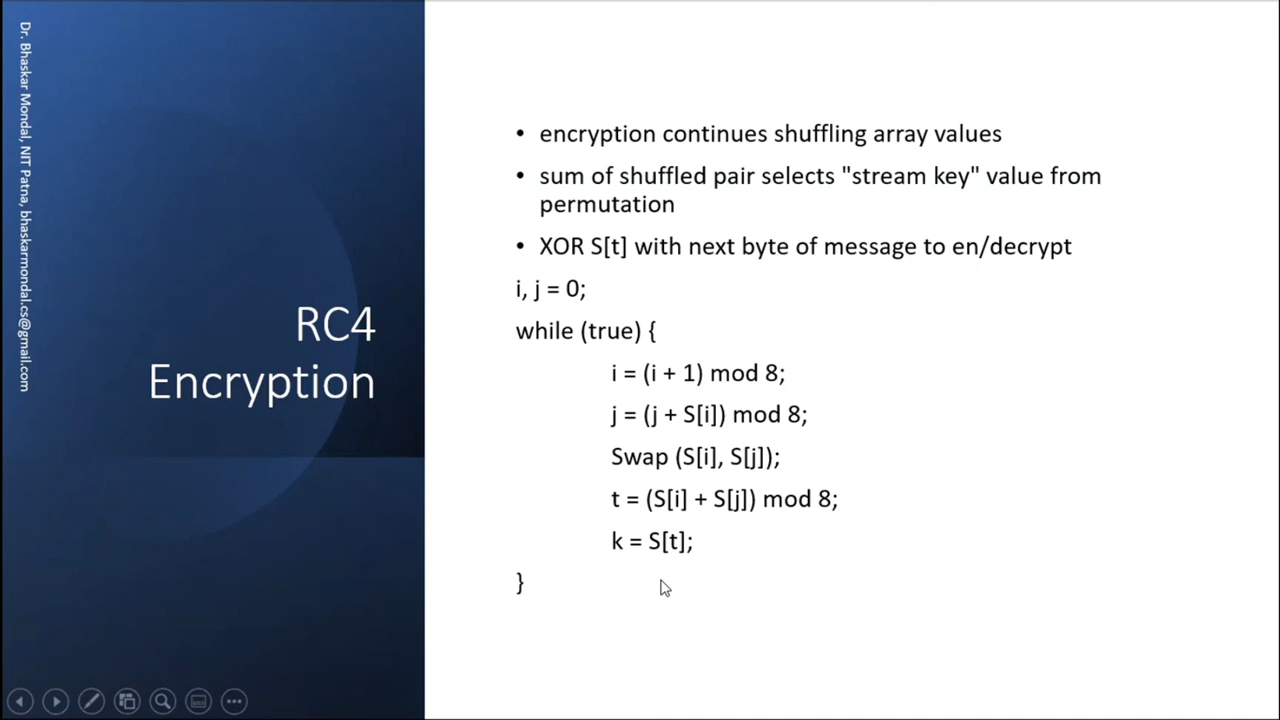 Dr. Bhaskar Mondal, NIT Patna, bhaskarmondal.cs@gmail.com
RC4
Encryption
• encryption continues shuffling array values
• sum of shuffled pair selects "stream key" value from
permutation
• XOR S[t] with next byte of message to en/decrypt
i, j = 0;
while (true) {
i = (i + 1) mod 8;
j = (j + S[i]) mod 8;
Swap (S[i], S[j]);
t = (S[i] + S[j]) mod 8;
k = S[t];
}